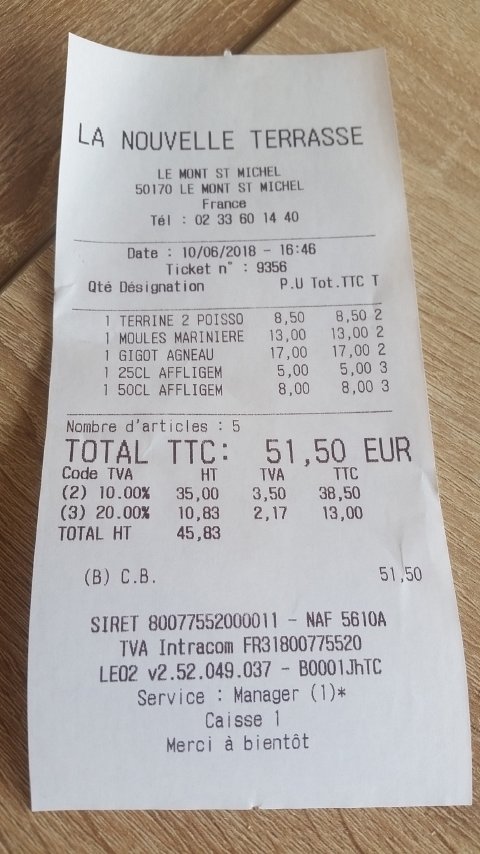 LA NOUVELLE TERRASSE
LE MONT ST MICHEL
50170 LE MONT ST MICHEL
France
Tél : 02 33 60 14 40
Date : 10/06/2018 - 16:46
Ticket n° : 9356
Qté Désignation P.U Tot.TTC T
1 TERRINE 2 POISSO 8,50 8,50 2
1 MOULES MARINIERE 13,00 13,00 2
1 GIGOT AGNEAU 17,00 17,00 2
1 25CL AFFLIGEM 5,00 5,00 3
1 50CL AFFLIGEM 8,00 8,00 3
Nombre d'articles : 5
TOTAL TTC: 51,50 EUR
Code TVA HT TVA TTC
(2) 10.00% 35,00 3,50 38,50
(3) 20.00% 10,83 2,17 13,00
TOTAL HT 45,83
(B) C.B. 51,50
SIRET 80077552000011 - NAF 5610A
TVA Intracom FR31800775520
LEO2 v2.52.049.037 - B0001JhTC
Service : Manager (1)*
Caisse 1
Merci à bientôt